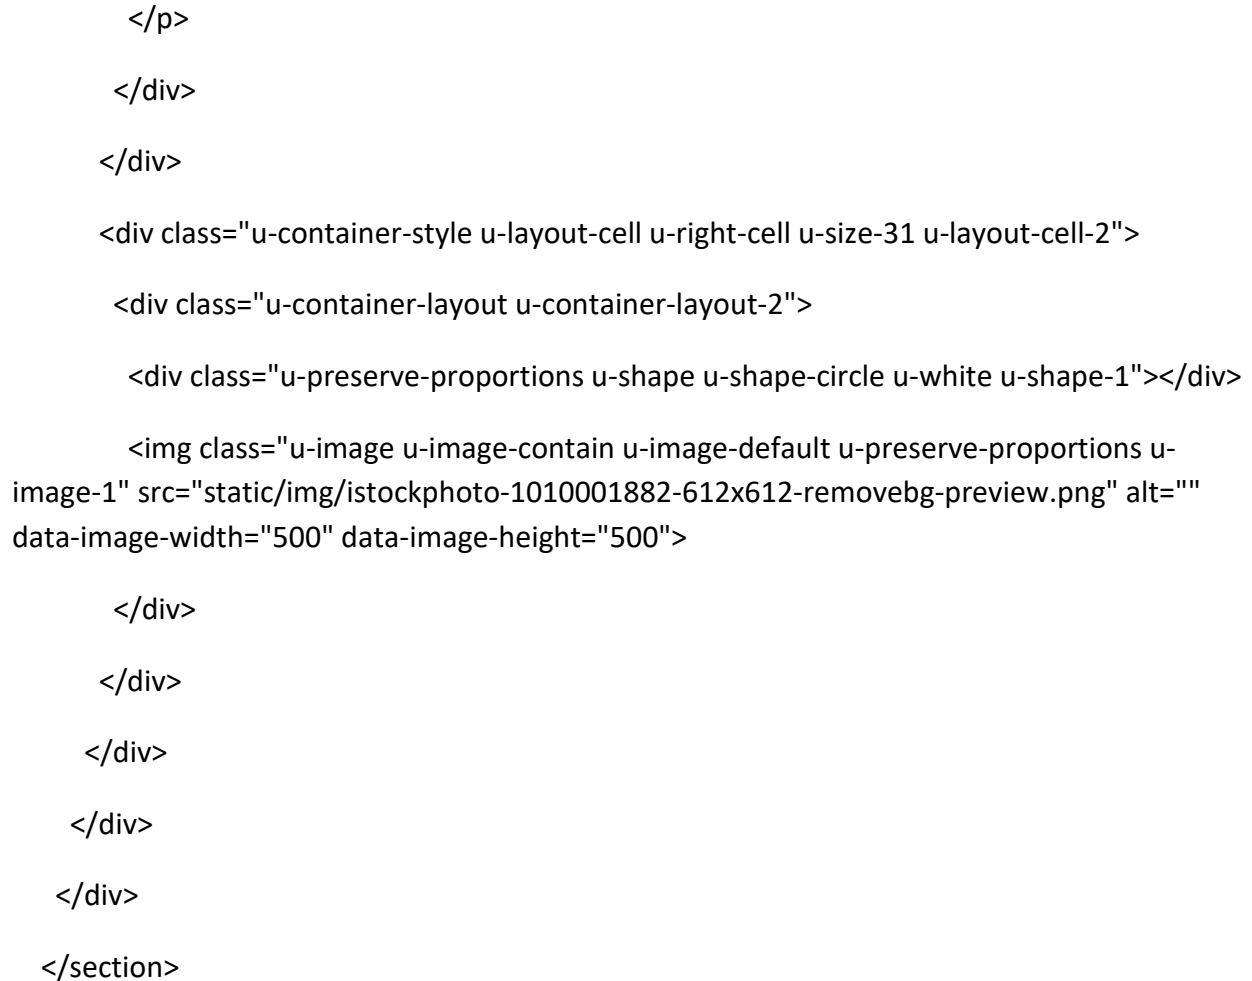 </p>
</div>
</div>
<div class="u-container-style u-layout-cell u-right-cell u-size-31 u-layout-cell-2">
<div class="u-container-layout u-container-layout-2">
<div class="u-preserve-proportions u-shape u-shape-circle u-white u-shape-1"></div>
<img class="u-image u-image-contain u-image-default u-preserve-proportions u-
image-1" src="static/img/istockphoto-1010001882-612x612-removebg-preview.png" alt=""
data-image-width="500" data-image-height="500">
</div>
</div>
</div>
</div>
</div>
</section>